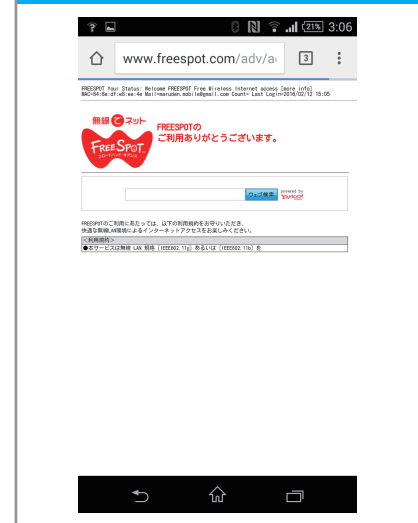 21%
3:06
www.freespot.com/adv/a
3
FREESPOT Your Status: Welcome FREESPOT Free Wireless Internet access [more info]
MAC=84:8e:df:e8:ee:4e Mail=maruden.mobile@gmail.com Count= Last Login=2016/02/12 15:05
無線でネット
FREESPOT
FREESPOTの
ご利用ありがとうございます。
ウェブ検索
powered by
YAHOO!
FREESPOTのご利用にあたっては、以下の利用規約をお守りいただき、
快適な無線LAN環境によるインターネットアクセスをお楽しみください。
＜利用規約＞
●本サービスは無線 LAN 規格 (IEEE802.11g) あるいは (IEEE802.11b) を